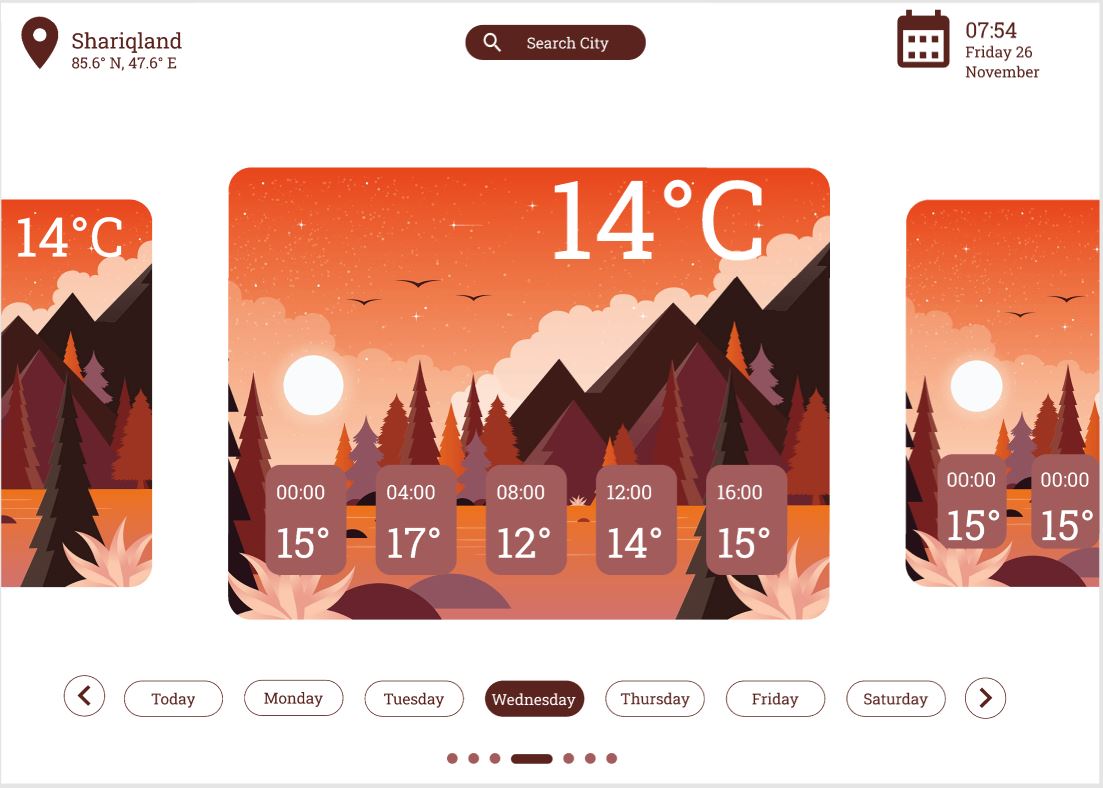 Shariqland
85.6° N, 47.6° E
Search City
07:54
Friday 26
November
14°C
14°C
00:00
15°
04:00
17°
08:00
12°
12:00
14°
16:00
15°
00:00
15°
00:00
15°
Today
Monday
Tuesday
Wednesday
Thursday
Friday
Saturday